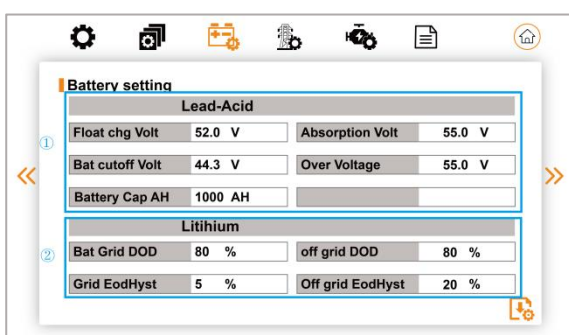 Battery setting
Lead-Acid
①
Float chg Volt 52.0 V Absorption Volt 55.0 V
Bat cutoff Volt 44.3 V Over Voltage 55.0 V
Battery Cap AH 1000 AH
Litihium
②
Bat Grid DOD 80 % off grid DOD 80 %
Grid EodHyst 5 % Off grid EodHyst 20 %